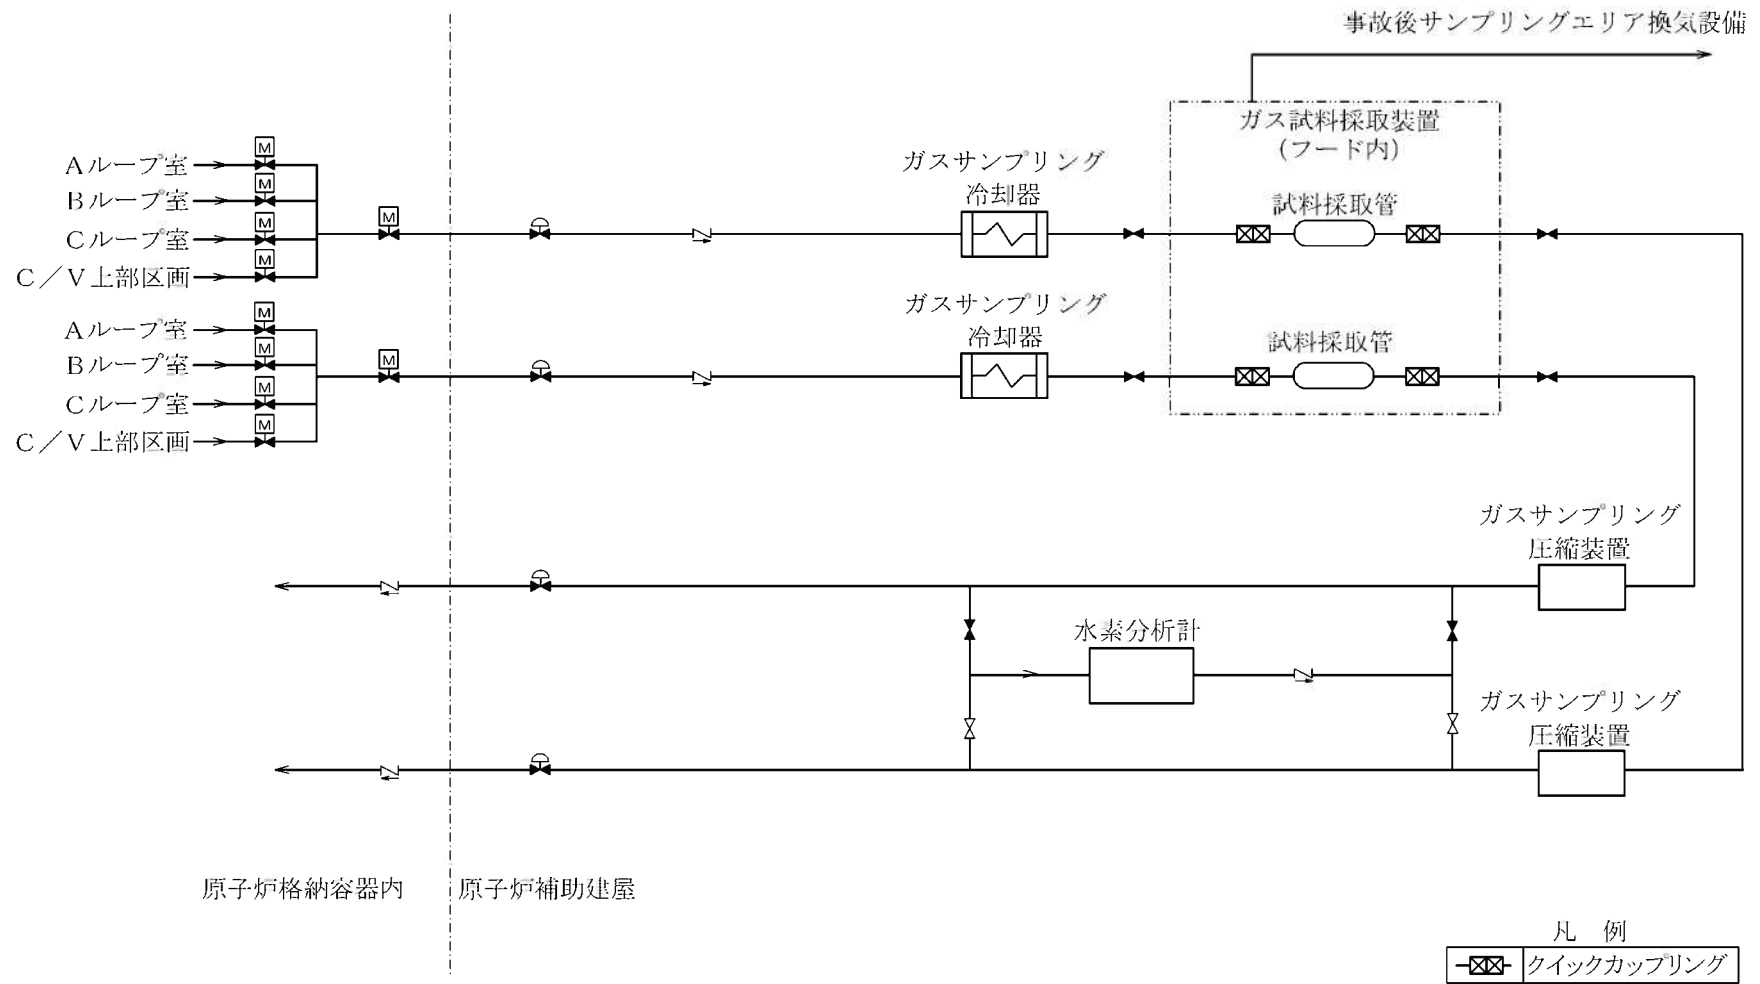 事故後サンプリングエリア換気設備
ガス試料採取装置
（フード内）
M
Aループ室
M
Bループ室
M
Cループ室
M
C／V上部区画
M
ガスサンプリング
冷却器
試料採取管
M
Aループ室
M
Bループ室
M
Cループ室
M
C／V上部区画
M
ガスサンプリング
冷却器
試料採取管
ガスサンプリング
圧縮装置
水素分析計
ガスサンプリング
圧縮装置
原子炉格納容器内
原子炉補助建屋
凡　例
クイックカップリング